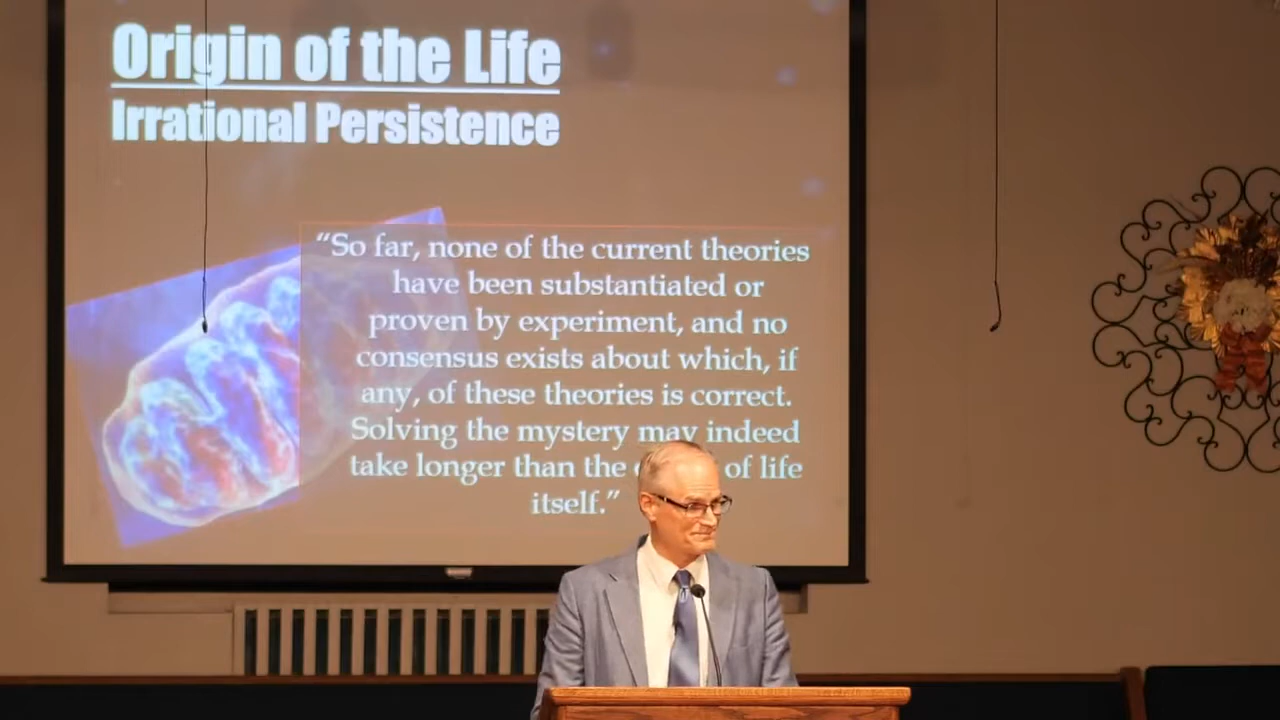 Origin of the Life
Irrational Persistence
“So far, none of the current theories
have been substantiated or
proven by experiment, and no
consensus exists about which, if
any, of these theories is correct.
Solving the mystery may indeed
take longer than the of life
itself.”